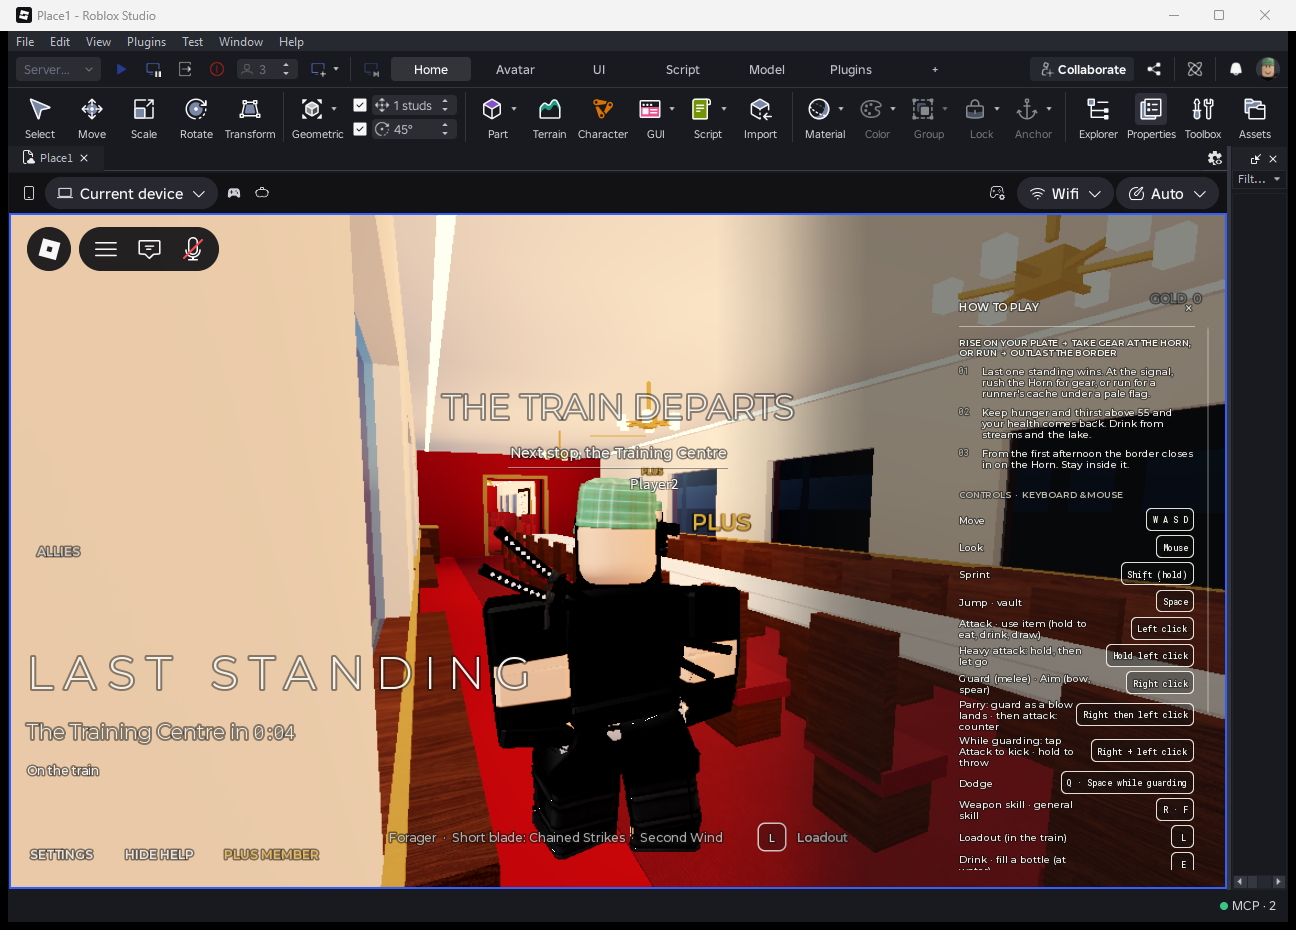 Place1 - Roblox Studio
File Edit View Plugins Test Window Help
Server... 3 Home Avatar UI Script Model Plugins + Collaborate
1 studs
45°
Select Move Scale Rotate Transform Geometric Part Terrain Character GUI Script Import Material Color Group Lock Anchor Explorer Properties Toolbox Assets
Place1
Filt...
Current device Wifi Auto
GOLD 0
HOW TO PLAY
RISE ON YOUR PLATE → TAKE GEAR AT THE HORN,
OR RUN → OUTLAST THE BORDER
01 Last one standing wins. At the signal,
rush the Horn for gear, or run for a
runner's cache under a pale flag.
02 Keep hunger and thirst above 55 and
your health comes back. Drink from
streams and the lake.
03 From the first afternoon the border closes
in on the Horn. Stay inside it.
CONTROLS · KEYBOARD & MOUSE
Move W A S D
Look Mouse
Sprint Shift (hold)
Jump · vault Space
Attack · use item (hold to
eat, drink, draw) Left click
Heavy attack: hold, then
let go Hold left click
Guard (melee) · Aim (bow,
spear) Right click
Parry: guard as a blow
lands · then attack:
counter Right then left click
While guarding: tap
Attack to kick · hold to
throw Right + left click
Dodge Q · Space while guarding
Weapon skill · general
skill R · F
Loadout (in the train) L
Drink · fill a bottle (at
water) E
THE TRAIN DEPARTS
Next stop, the Training Centre
PLUS
Player2
PLUS
ALLIES
LAST STANDING
The Training Centre in 0:04
On the train
Forager · Short blade: Chained Strikes · Second Wind L Loadout
SETTINGS HIDE HELP PLUS MEMBER
MCP · 2